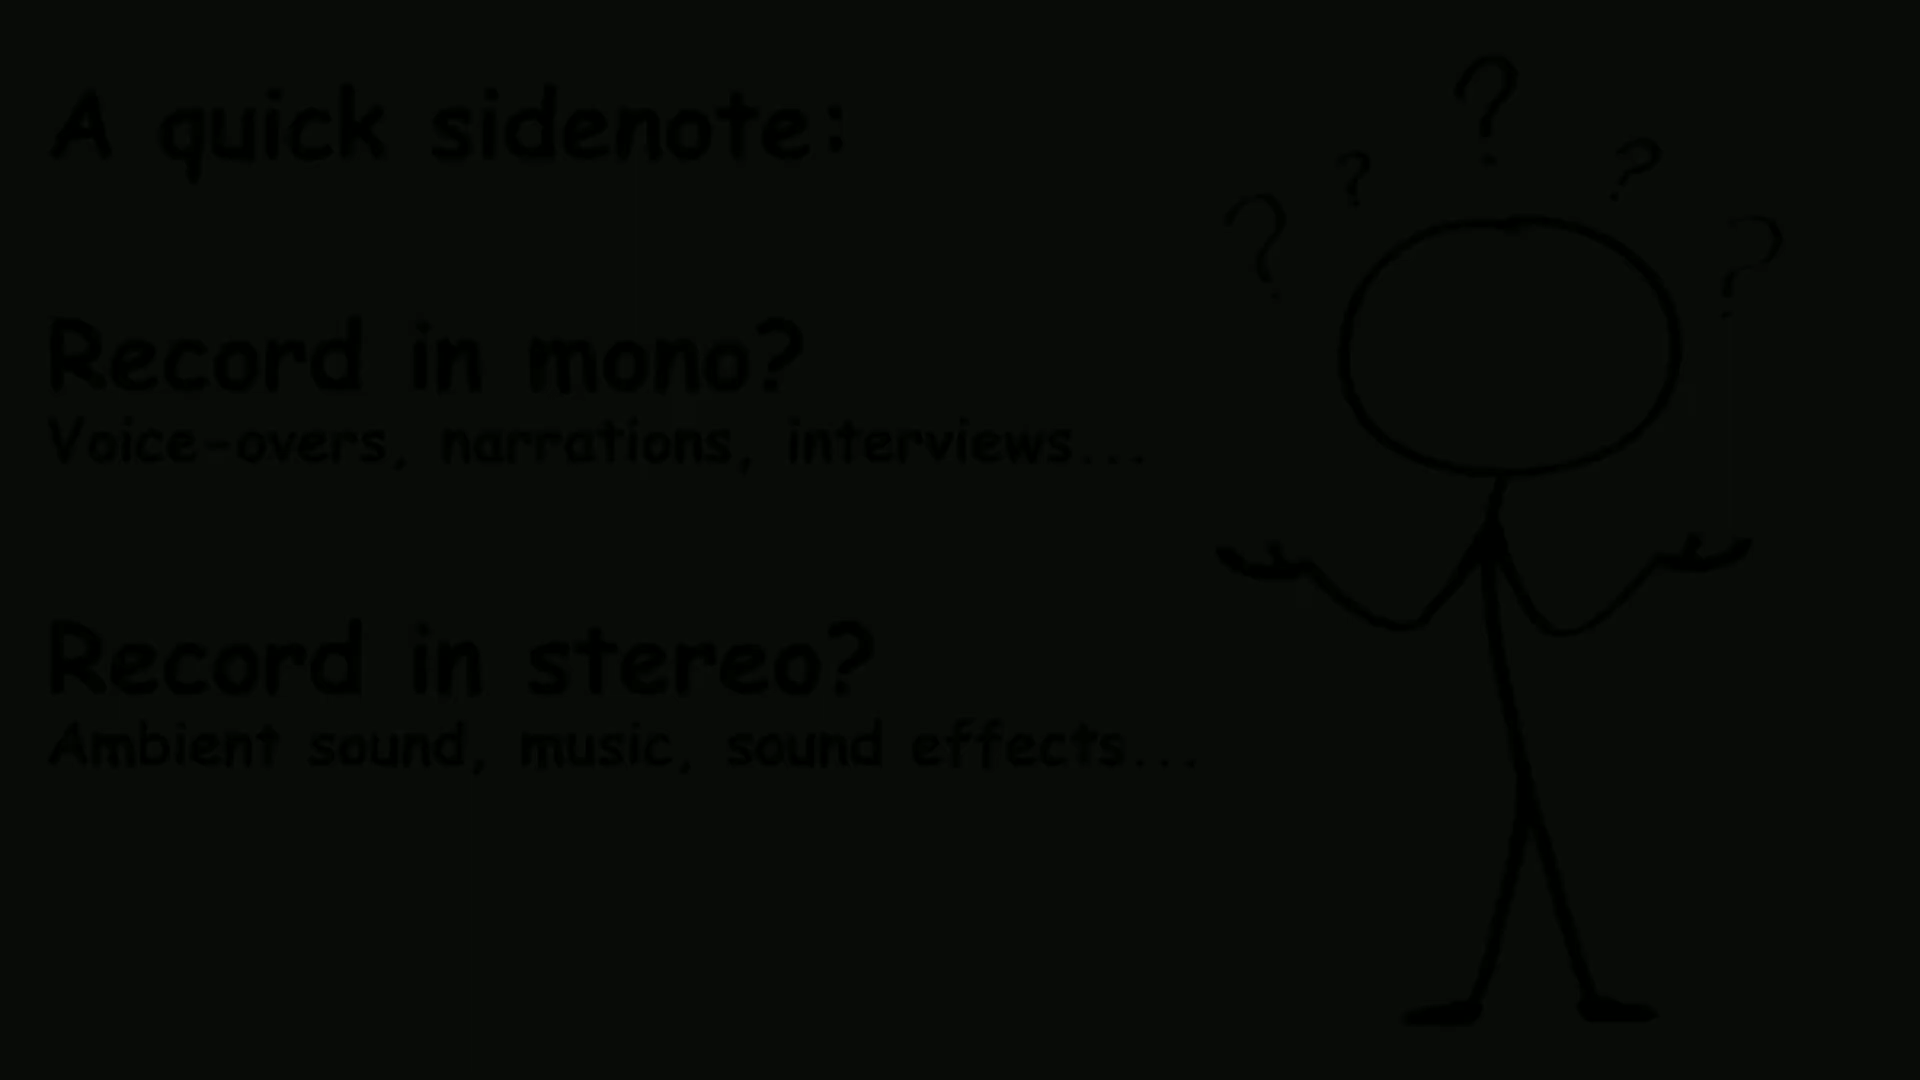 A quick sidenote:
? ? ? ? ?
Record in mono?
Voice-overs, narrations, interviews...
Record in stereo?
Ambient sound, music, sound effects...